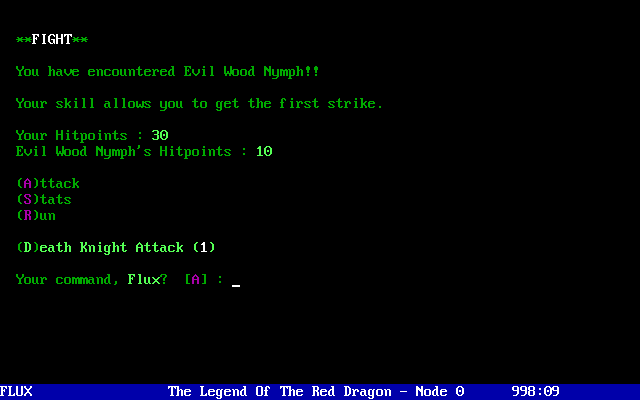 **FIGHT**
You have encountered Evil Wood Nymph!!
Your skill allows you to get the first strike.
Your Hitpoints : 30
Evil Wood Nymph's Hitpoints : 10
(A)ttack
(S)tats
(R)un
(D)eath Knight Attack (1)
Your command, Flux?  [A] : _
FLUX The Legend Of The Red Dragon - Node 0 998:09